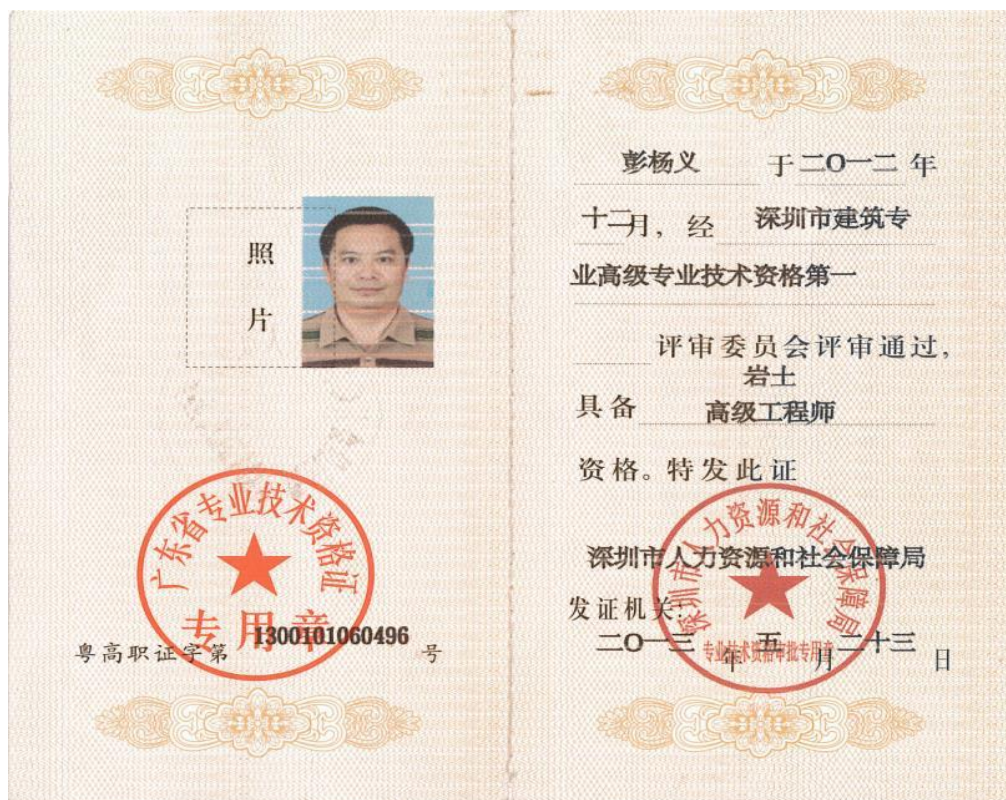 照
片
广东省专业技术资格证
专用章
粤高职证字第 1300101060496 号
彭杨义 于二〇一二年
十二月，经 深圳市建筑专
业高级专业技术资格第一
评审委员会评审通过，
岩土
具备 高级工程师
资格。特发此证
深圳市人力资源和社会保障局
深圳市人力资源和社会保障局
发证机关：
专业技术资格审批专用章
二〇一三年五月二十三日